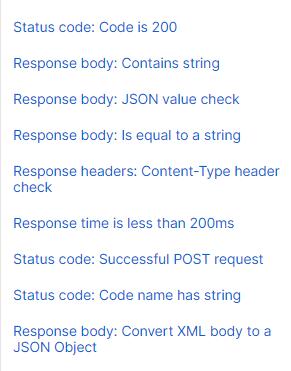 Status code: Code is 200
Response body: Contains string
Response body: JSON value check
Response body: Is equal to a string
Response headers: Content-Type header
check
Response time is less than 200ms
Status code: Successful POST request
Status code: Code name has string
Response body: Convert XML body to a
JSON Object